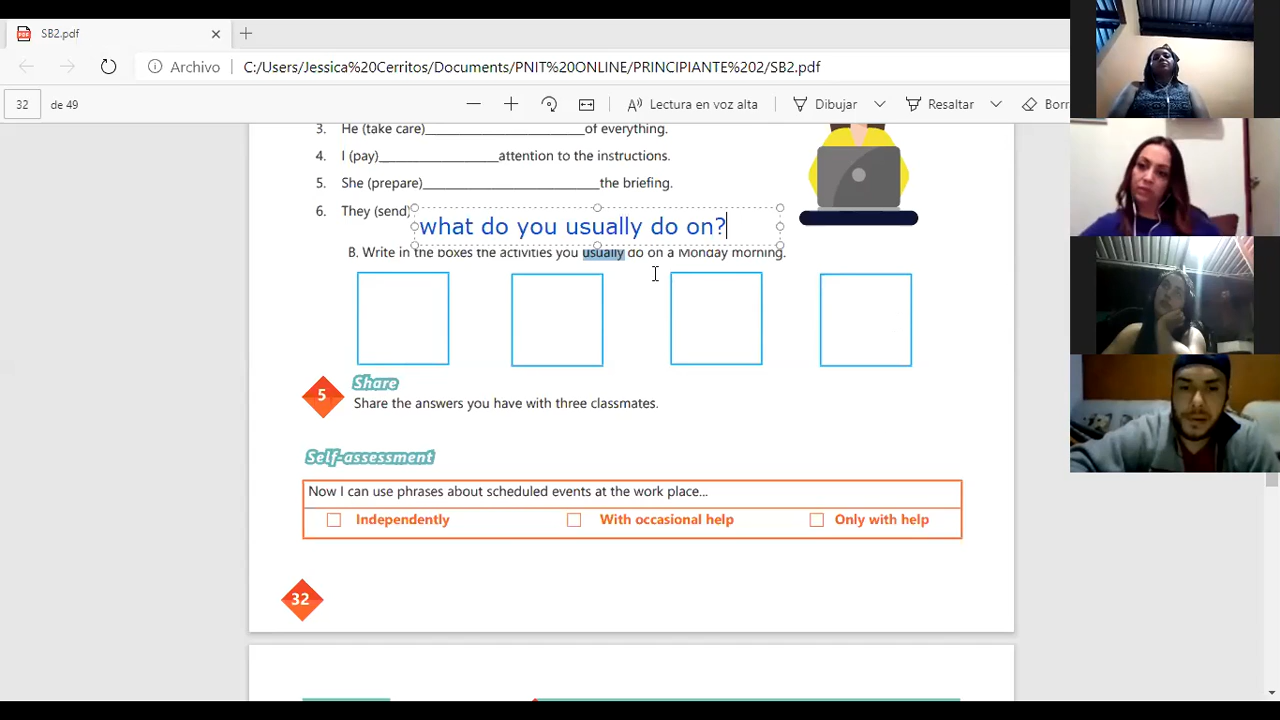 SB2.pdf
Archivo
C:/Users/Jessica%20Cerritos/Documents/PNIT%20ONLINE/PRINCIPIANTE%202/SB2.pdf
32 de 49
Lectura en voz alta
Dibujar
Resaltar
Borr
3. He (take care)____________________________of everything.
4. I (pay)____________________attention to the instructions.
5. She (prepare)______________________________the briefing.
6. They (send)
what do you usually do on?
B. Write in the boxes the activities you usually do on a Monday morning.
5
Share
Share the answers you have with three classmates.
Self-assessment
Now I can use phrases about scheduled events at the work place...
Independently
With occasional help
Only with help
32